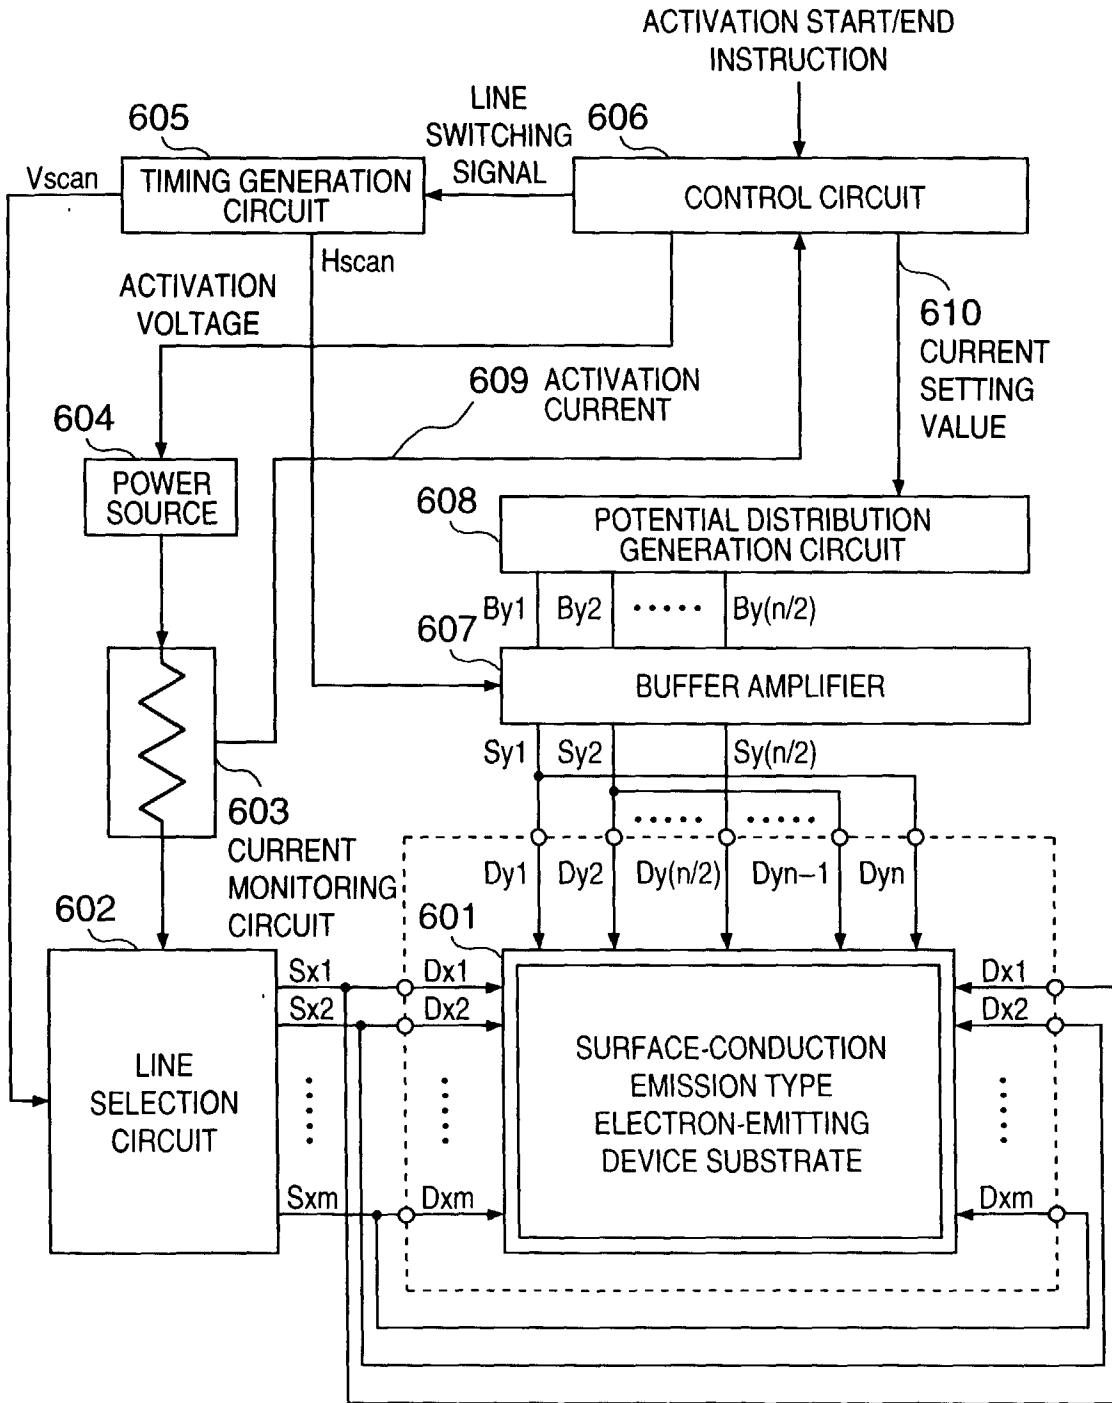 ACTIVATION START/END
INSTRUCTION
605
LINE
SWITCHING
SIGNAL
606
Vscan
TIMING GENERATION
CIRCUIT
CONTROL CIRCUIT
Hscan
ACTIVATION
VOLTAGE
610
CURRENT
SETTING
VALUE
609 ACTIVATION
CURRENT
604
POWER
SOURCE
608
POTENTIAL DISTRIBUTION
GENERATION CIRCUIT
By1 By2 ····· By(n/2)
607
BUFFER AMPLIFIER
Sy1 Sy2 Sy(n/2)
603
CURRENT
MONITORING
CIRCUIT
····· ·····
Dy1 Dy2 Dy(n/2) Dyn−1 Dyn
602
601
Sx1 Dx1 Dx1
Sx2 Dx2 Dx2
LINE
SELECTION
CIRCUIT
SURFACE-CONDUCTION
EMISSION TYPE
ELECTRON-EMITTING
DEVICE SUBSTRATE
Sxm Dxm Dxm